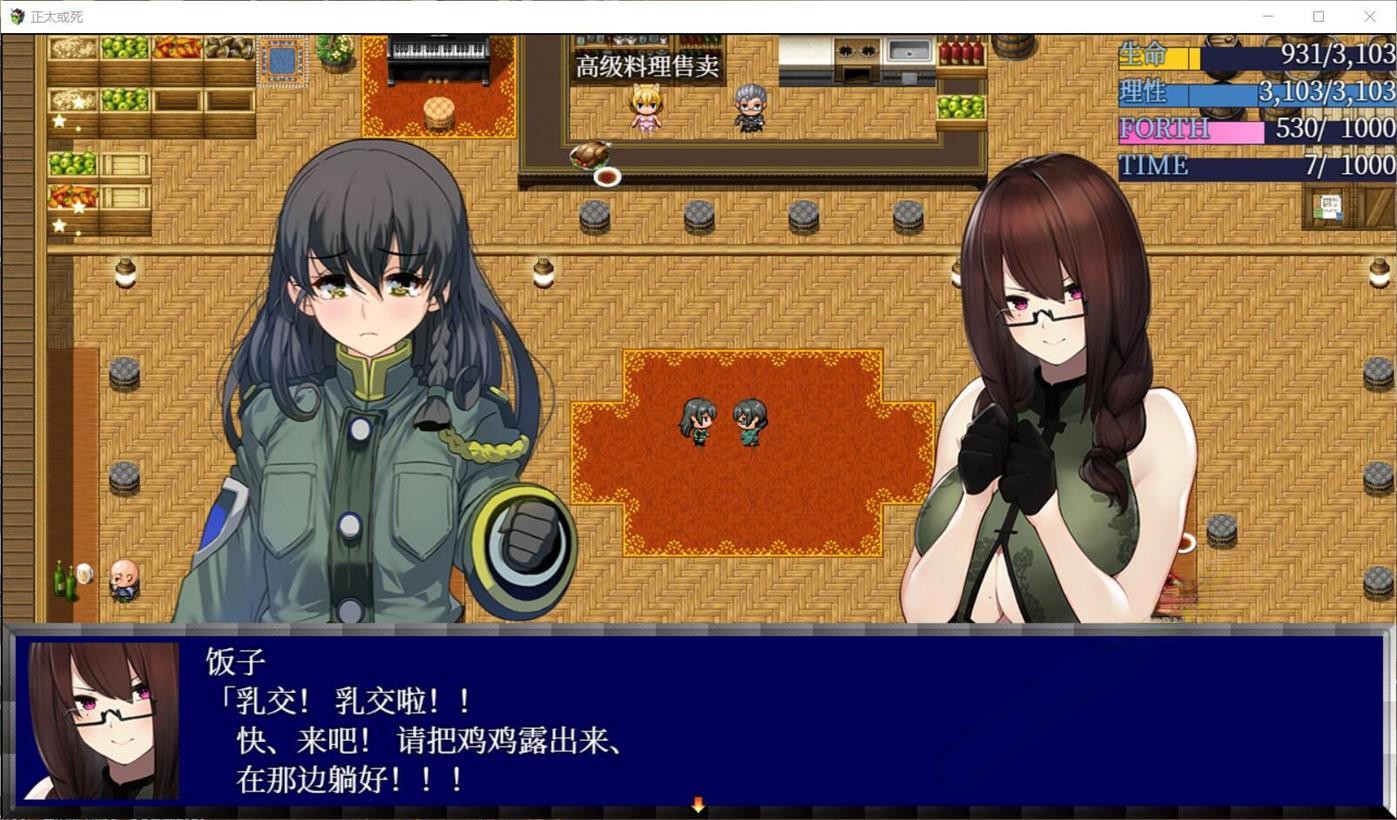 正太或死
高级料理售卖
生命 931/3,103
理性 3,103/3,103
FORTH 530/ 1000
TIME 7/ 1000
饭子
「乳交！ 乳交啦！！
快、来吧！ 请把鸡鸡露出来、
在那边躺好！！！